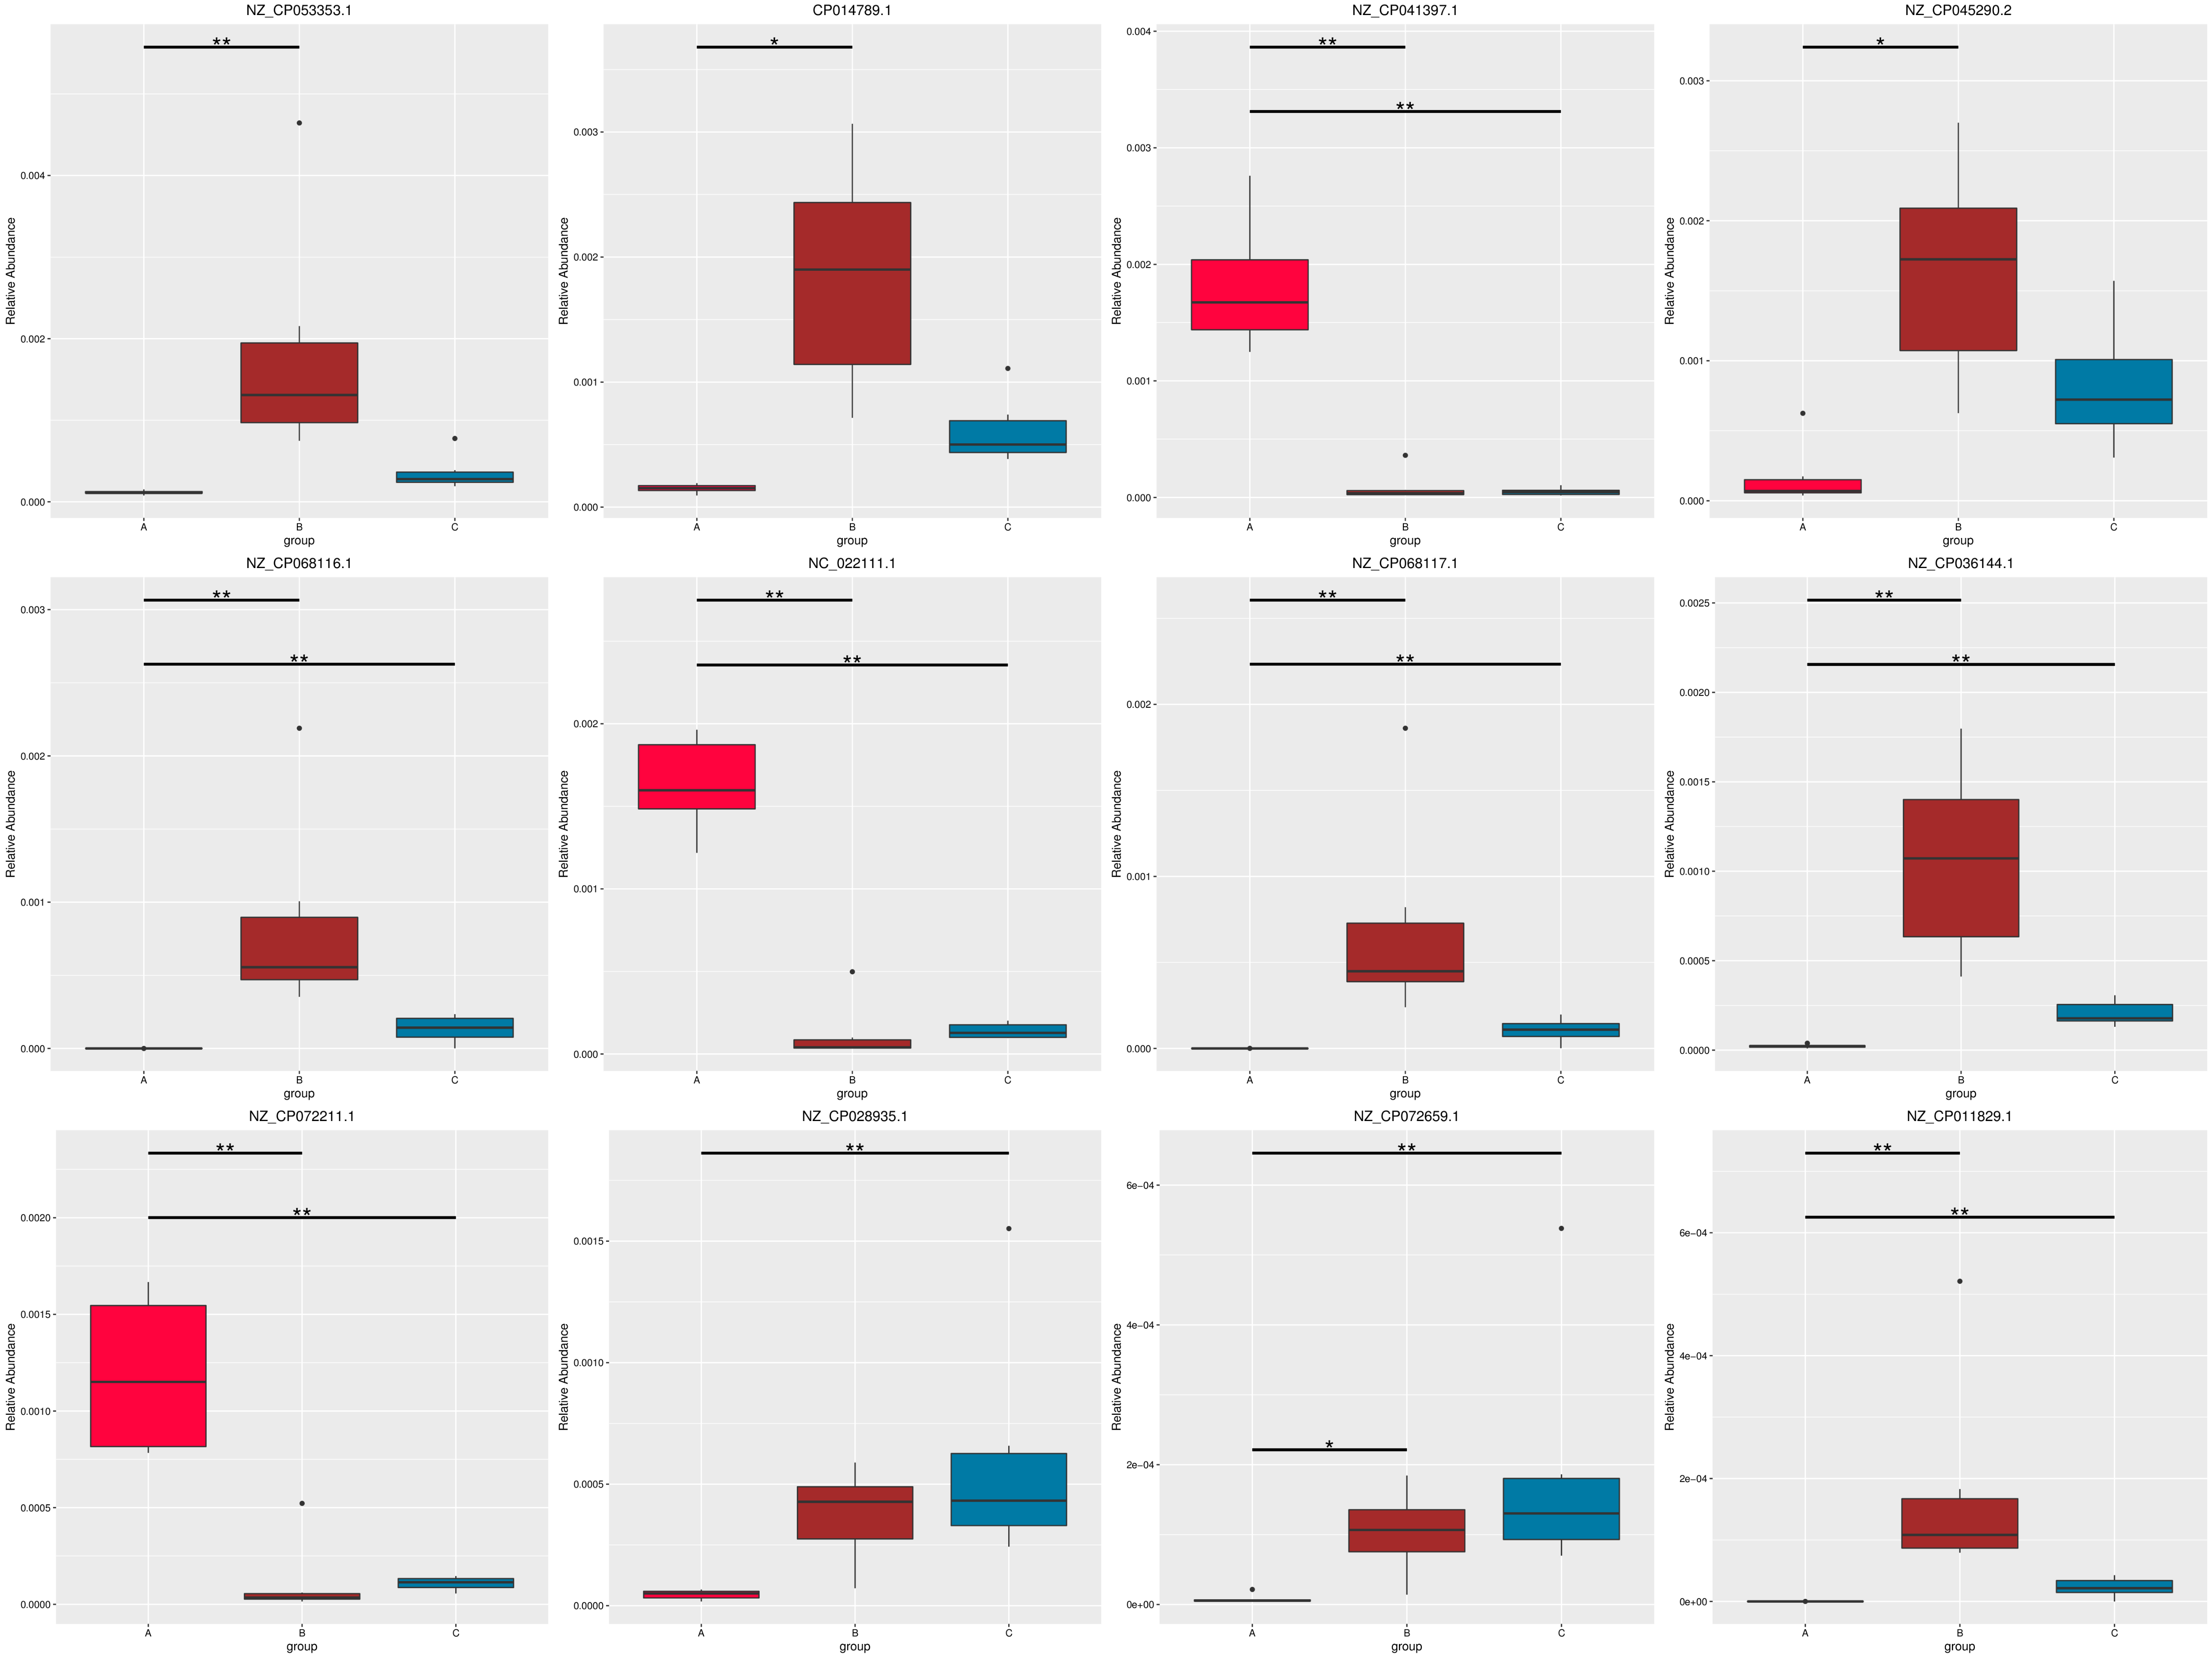 NZ_CP053353.1
**
Relative Abundance
0.004
0.002
0.000
A B C
group
CP014789.1
*
Relative Abundance
0.003
0.002
0.001
0.000
A B C
group
NZ_CP041397.1
**
**
Relative Abundance
0.004
0.003
0.002
0.001
0.000
A B C
group
NZ_CP045290.2
*
Relative Abundance
0.003
0.002
0.001
0.000
A B C
group
NZ_CP068116.1
**
**
Relative Abundance
0.003
0.002
0.001
0.000
A B C
group
NC_022111.1
**
**
Relative Abundance
0.002
0.001
0.000
A B C
group
NZ_CP068117.1
**
**
Relative Abundance
0.002
0.001
0.000
A B C
group
NZ_CP036144.1
**
**
Relative Abundance
0.0025
0.0020
0.0015
0.0010
0.0005
0.0000
A B C
group
NZ_CP072211.1
**
**
Relative Abundance
0.0020
0.0015
0.0010
0.0005
0.0000
A B C
group
NZ_CP028935.1
**
Relative Abundance
0.0015
0.0010
0.0005
0.0000
A B C
group
NZ_CP072659.1
**
*
Relative Abundance
6e−04
4e−04
2e−04
0e+00
A B C
group
NZ_CP011829.1
**
**
Relative Abundance
6e−04
4e−04
2e−04
0e+00
A B C
group